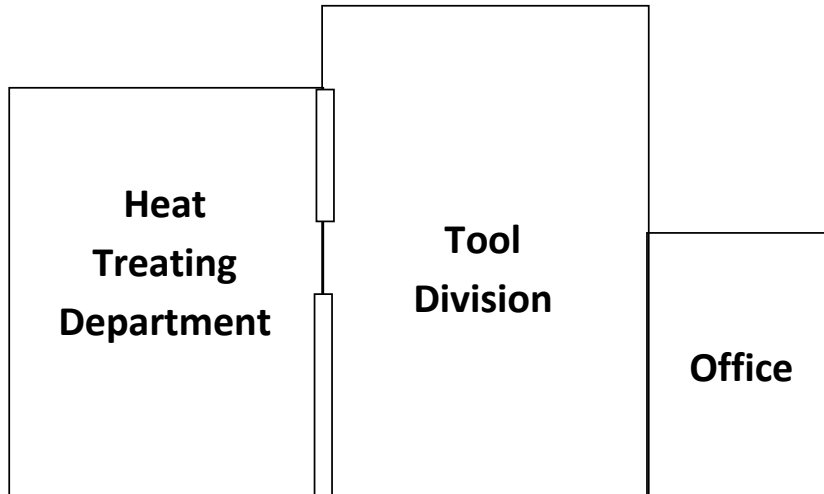 Heat
Treating
Department
Tool
Division
Office